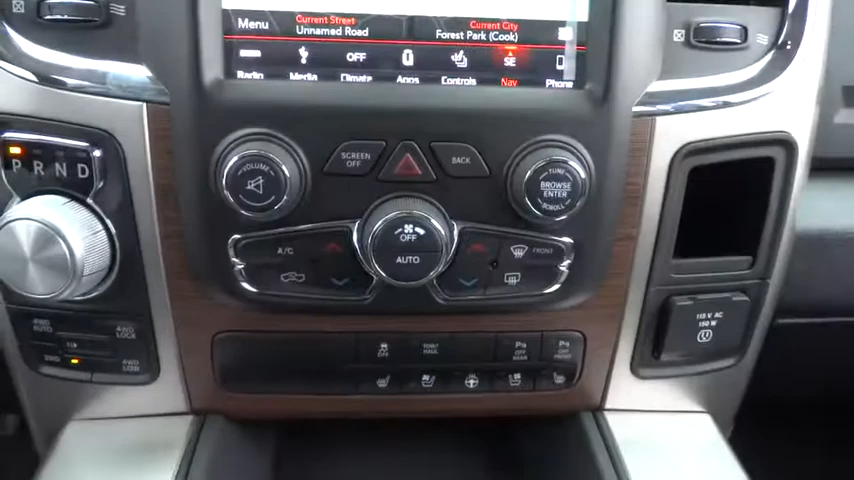 Menu
Current Street
Unnamed Road
Current City
Forest Park (Cook)
OFF
SE
Radio
Media
Climate
Apps
Controls
Nav
Phone
P R N D
VOLUME
SCREEN
OFF
BACK
TUNE
BROWSE
ENTER
SCROLL
OFF
AUTO
A/C
FRONT
4WD
AUTO
4WD
LOCK
2WD
4WD
LOW
OFF
TOW/
HAUL
P
OFF
REAR
P
OFF
FRONT
115 V AC
150 W